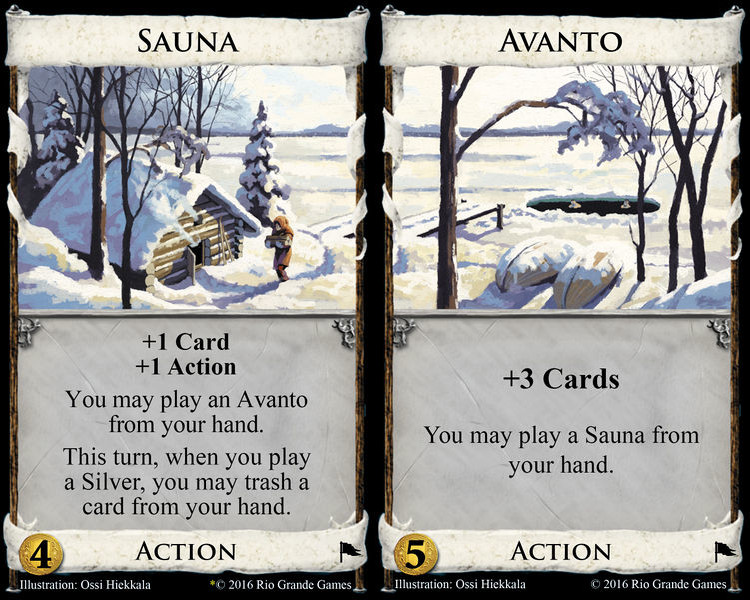 SAUNA
+1 Card
+1 Action
You may play an Avanto
from your hand.
This turn, when you play
a Silver, you may trash a
card from your hand.
4
ACTION
Illustration: Ossi Hiekkala
*© 2016 Rio Grande Games
AVANTO
+3 Cards
You may play a Sauna from
your hand.
5
ACTION
Illustration: Ossi Hiekkala
© 2016 Rio Grande Games